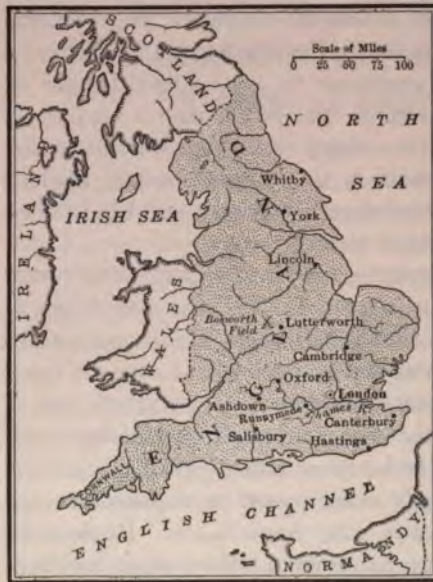 SCOTLAND
Scale of Miles
0 25 50 75 100
NORTH
SEA
IRELAND
IRISH SEA
Whitby
York
Lincoln
WALES
Bosworth
Field
Lutterworth
Cambridge
Oxford
London
Ashdown
Runnymede
Thames R.
Canterbury
Salisbury
Hastings
ENGLAND
CORNWALL
ENGLISH CHANNEL
NORMANDY